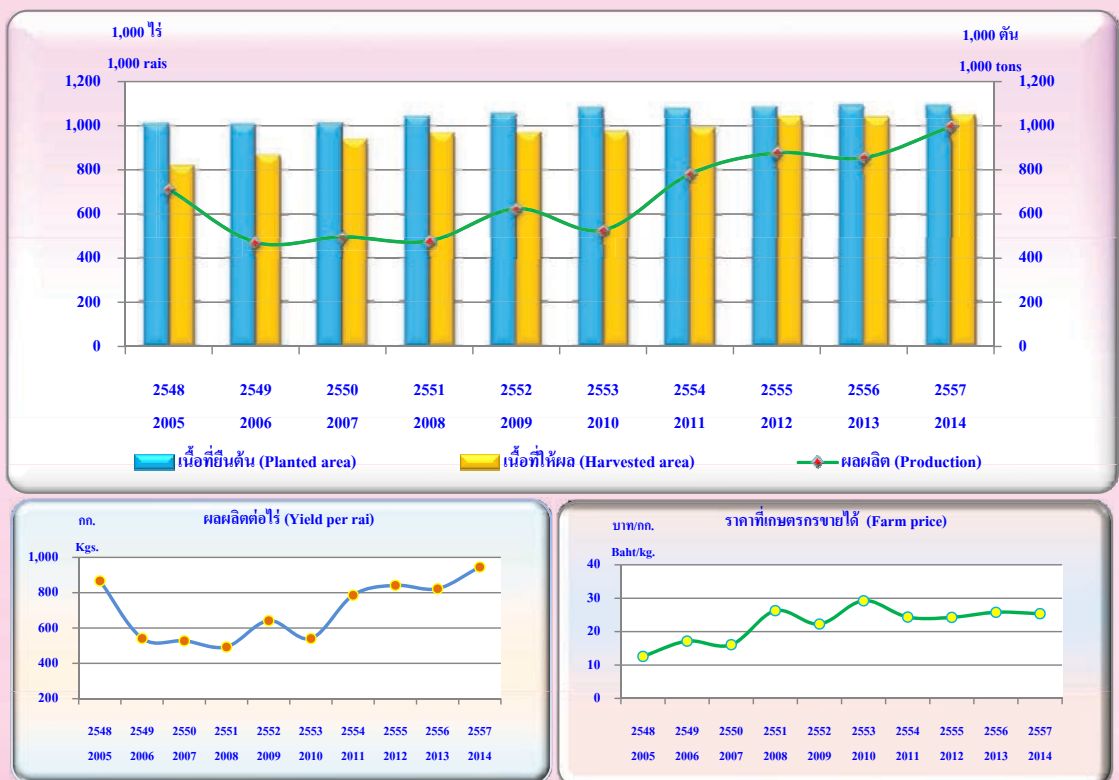 1,000 ไร่
1,000 rais
1,000 ตัน
1,000 tons
1,200 1,200
1,000 1,000
800 800
600 600
400 400
200 200
0 0
2548 2549 2550 2551 2552 2553 2554 2555 2556 2557
2005 2006 2007 2008 2009 2010 2011 2012 2013 2014
เนื้อที่ยืนต้น (Planted area) เนื้อที่ให้ผล (Harvested area) ผลผลิต (Production)
กก. ผลผลิตต่อไร่ (Yield per rai)
Kgs.
1,000
800
600
400
200
2548 2549 2550 2551 2552 2553 2554 2555 2556 2557
2005 2006 2007 2008 2009 2010 2011 2012 2013 2014
บาท/กก. ราคาที่เกษตรกรขายได้ (Farm price)
Baht/kg.
40
30
20
10
0
2548 2549 2550 2551 2552 2553 2554 2555 2556 2557
2005 2006 2007 2008 2009 2010 2011 2012 2013 2014